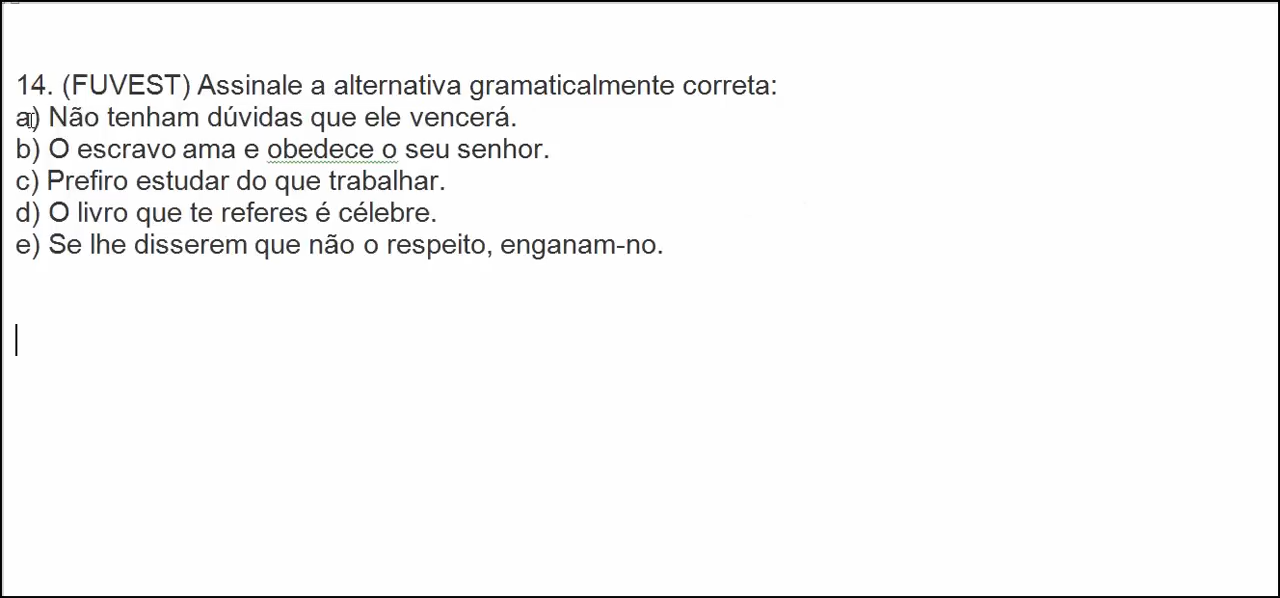 14. (FUVEST) Assinale a alternativa gramaticalmente correta:
a) Não tenham dúvidas que ele vencerá.
b) O escravo ama e obedece o seu senhor.
c) Prefiro estudar do que trabalhar.
d) O livro que te referes é célebre.
e) Se lhe disserem que não o respeito, enganam-no.